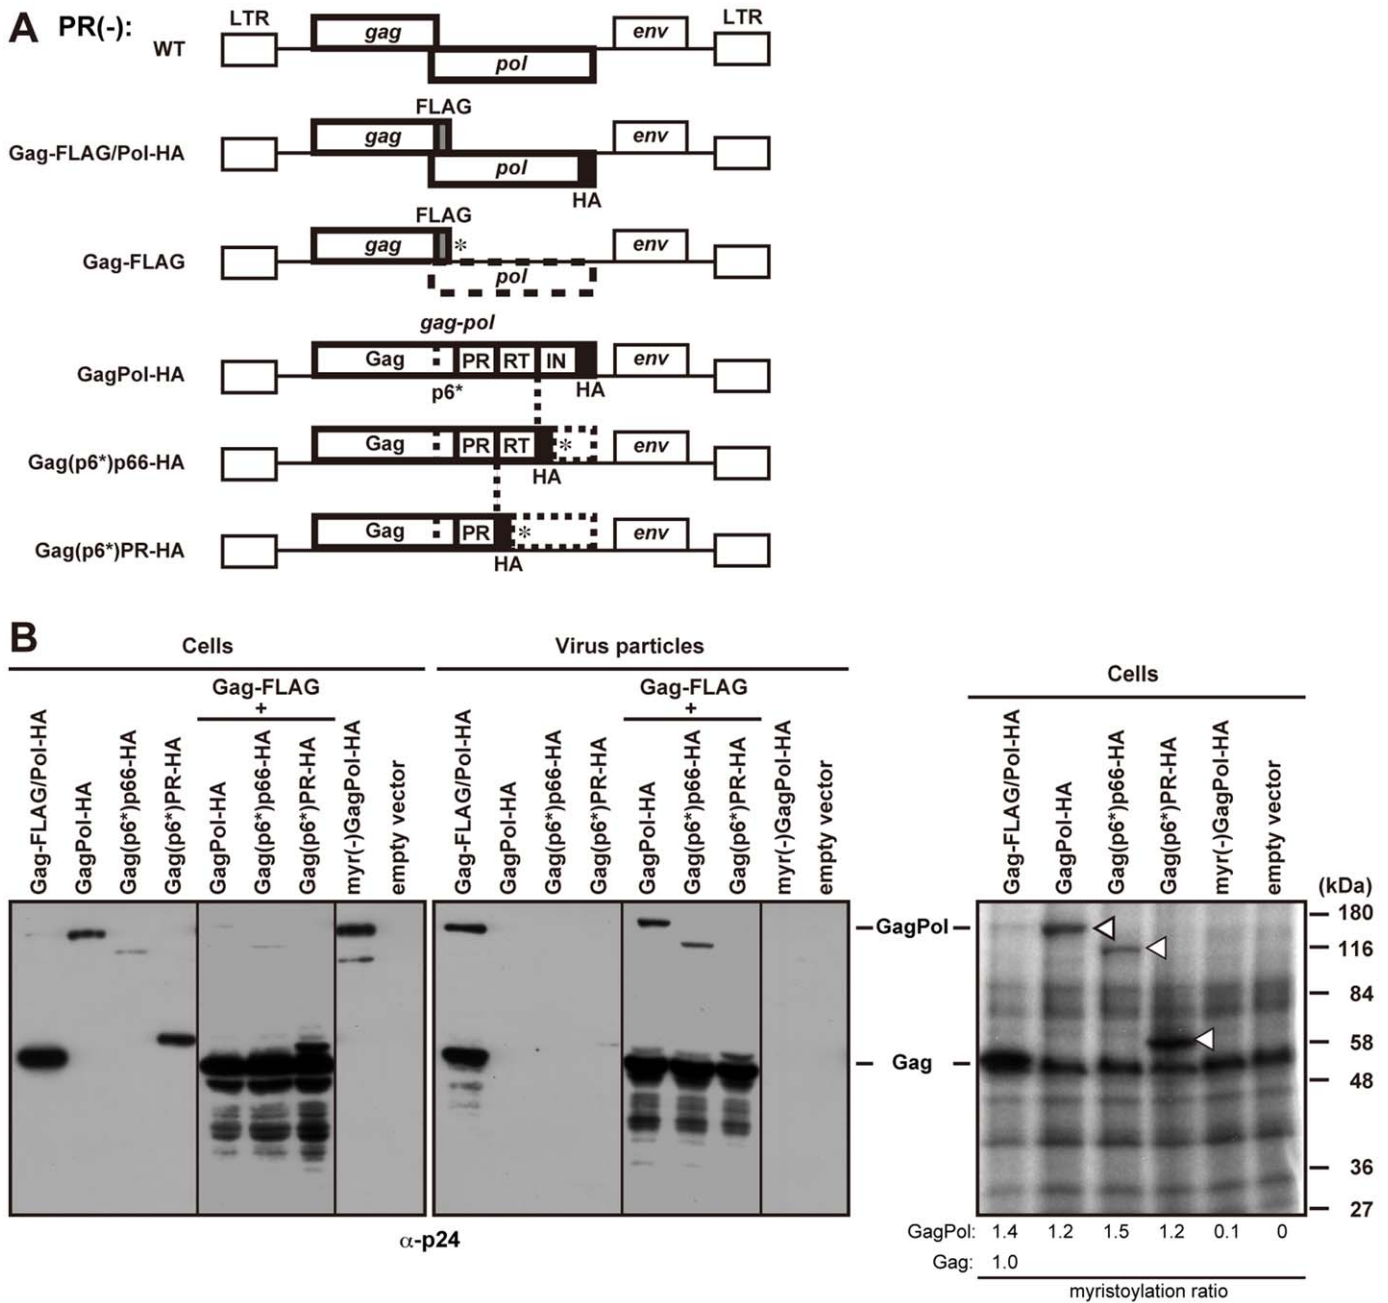 A PR(-):
LTR LTR
WT gag env
pol
FLAG
Gag-FLAG/Pol-HA gag env
pol
HA
FLAG
Gag-FLAG gag * env
pol
gag-pol
GagPol-HA Gag PR RT IN env
p6* HA
Gag(p6*)p66-HA Gag PR RT * env
HA
Gag(p6*)PR-HA Gag PR * env
HA
B
Cells
Gag-FLAG
+
Gag-FLAG/Pol-HA
GagPol-HA
Gag(p6*)p66-HA
Gag(p6*)PR-HA
GagPol-HA
Gag(p6*)p66-HA
Gag(p6*)PR-HA
myr(-)GagPol-HA
empty vector
Virus particles
Gag-FLAG
+
Gag-FLAG/Pol-HA
GagPol-HA
Gag(p6*)p66-HA
Gag(p6*)PR-HA
GagPol-HA
Gag(p6*)p66-HA
Gag(p6*)PR-HA
myr(-)GagPol-HA
empty vector
α-p24
GagPol
Gag
Cells
Gag-FLAG/Pol-HA
GagPol-HA
Gag(p6*)p66-HA
Gag(p6*)PR-HA
myr(-)GagPol-HA
empty vector
(kDa)
180
116
84
58
48
36
27
GagPol: 1.4 1.2 1.5 1.2 0.1 0
Gag: 1.0
myristoylation ratio